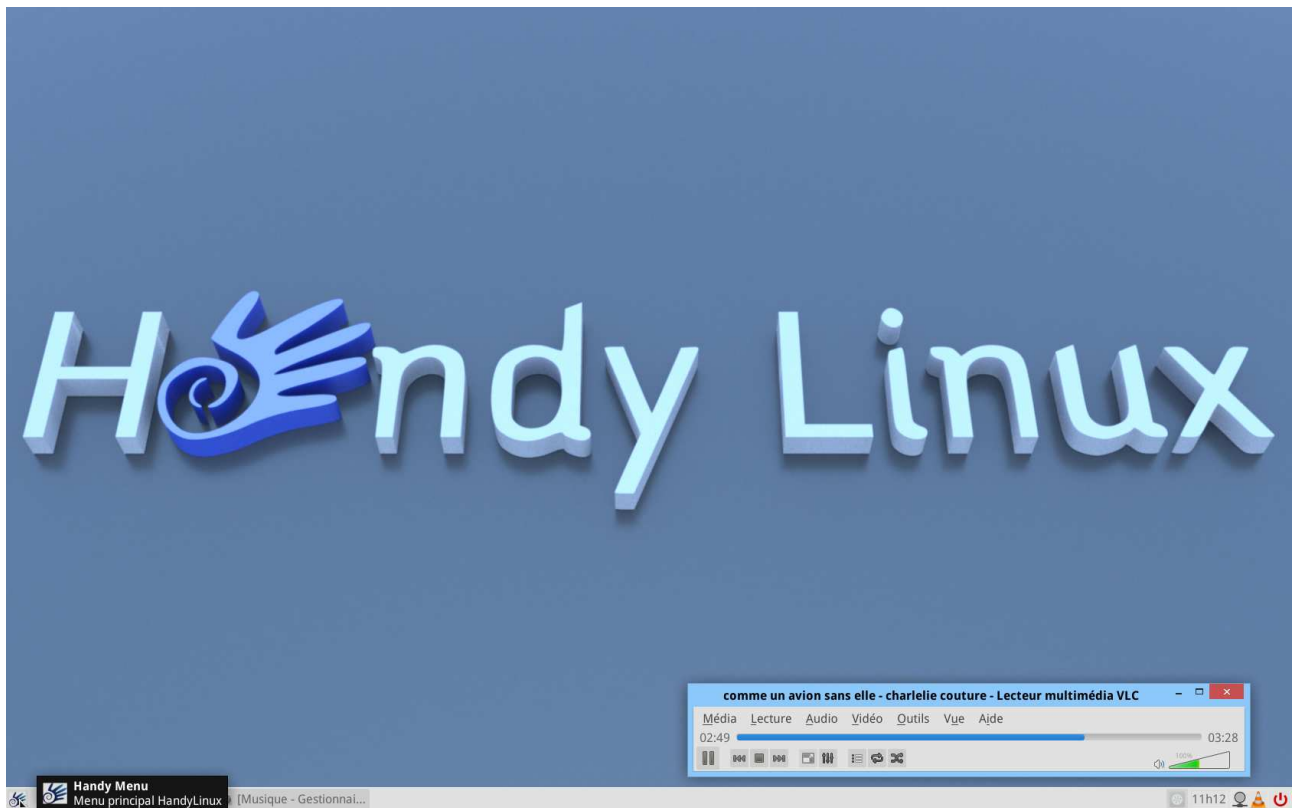 Handy Linux
comme un avion sans elle - charlelie couture - Lecteur multimédia VLC
Média Lecture Audio Vidéo Outils Vue Aide
02:49 03:28
100%
Handy Menu
Menu principal HandyLinux
[Musique - Gestionnai...
11h12